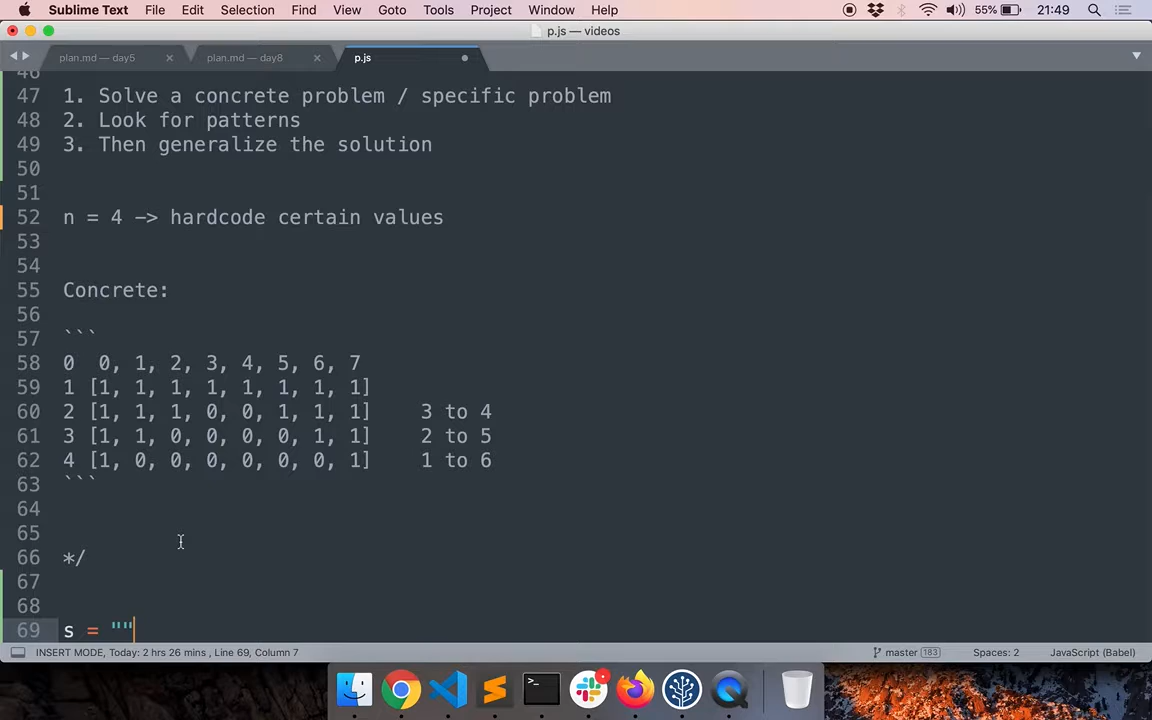 Sublime Text File Edit Selection Find View Goto Tools Project Window Help 55% 21:49
p.js — videos
plan.md — day5 plan.md — day8 p.js
46
47 1. Solve a concrete problem / specific problem
48 2. Look for patterns
49 3. Then generalize the solution
50
51
52 n = 4 -> hardcode certain values
53
54
55 Concrete:
56
57 ```
58 0  0, 1, 2, 3, 4, 5, 6, 7
59 1 [1, 1, 1, 1, 1, 1, 1, 1]
60 2 [1, 1, 1, 0, 0, 1, 1, 1]    3 to 4
61 3 [1, 1, 0, 0, 0, 0, 1, 1]    2 to 5
62 4 [1, 0, 0, 0, 0, 0, 0, 1]    1 to 6
63 ```
64
65
66 */
67
68
69 s = ""
INSERT MODE, Today: 2 hrs 26 mins , Line 69, Column 7 master 183 Spaces: 2 JavaScript (Babel)